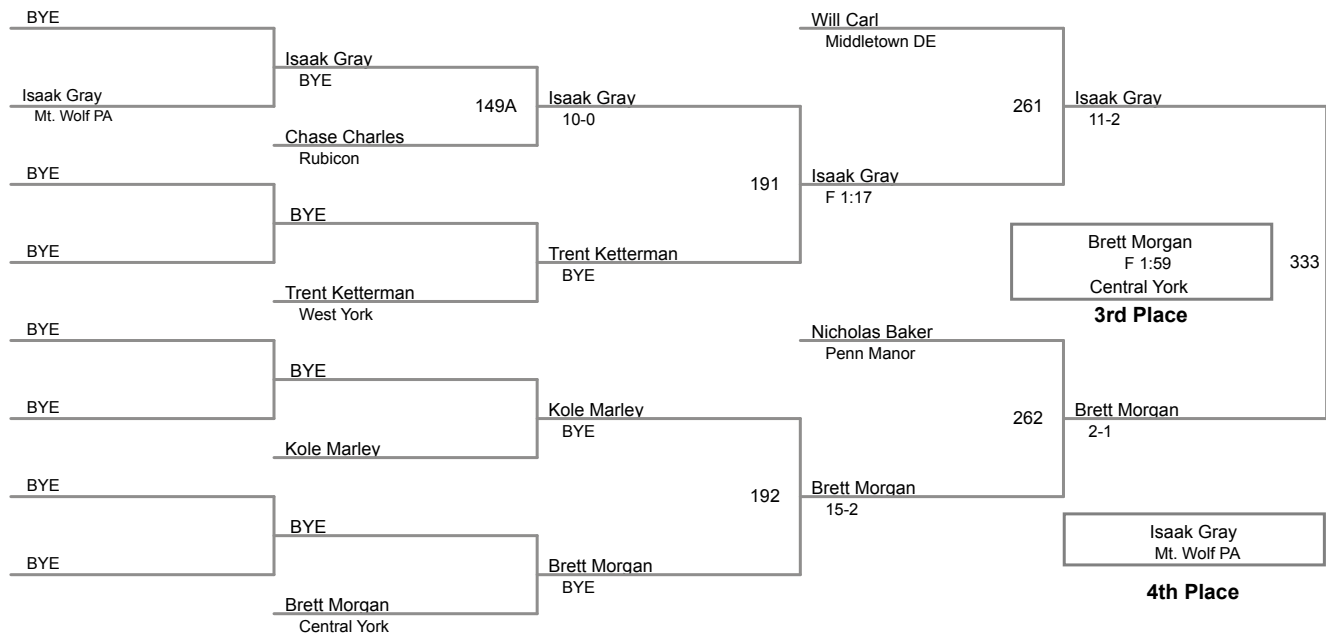 BYE
Isaak Gray
Mt. Wolf PA
BYE
BYE
BYE
BYE
BYE
BYE
Isaak Gray
BYE
Chase Charles
Rubicon
BYE
Trent Ketterman
West York
BYE
Kole Marley
BYE
Brett Morgan
Central York
149A
Isaak Gray
10-0
Trent Ketterman
BYE
Kole Marley
BYE
Brett Morgan
BYE
191
192
Will Carl
Middletown DE
Isaak Gray
F 1:17
Nicholas Baker
Penn Manor
Brett Morgan
15-2
261
262
Isaak Gray
11-2
Brett Morgan
F 1:59
Central York
3rd Place
333
Brett Morgan
2-1
Isaak Gray
Mt. Wolf PA
4th Place